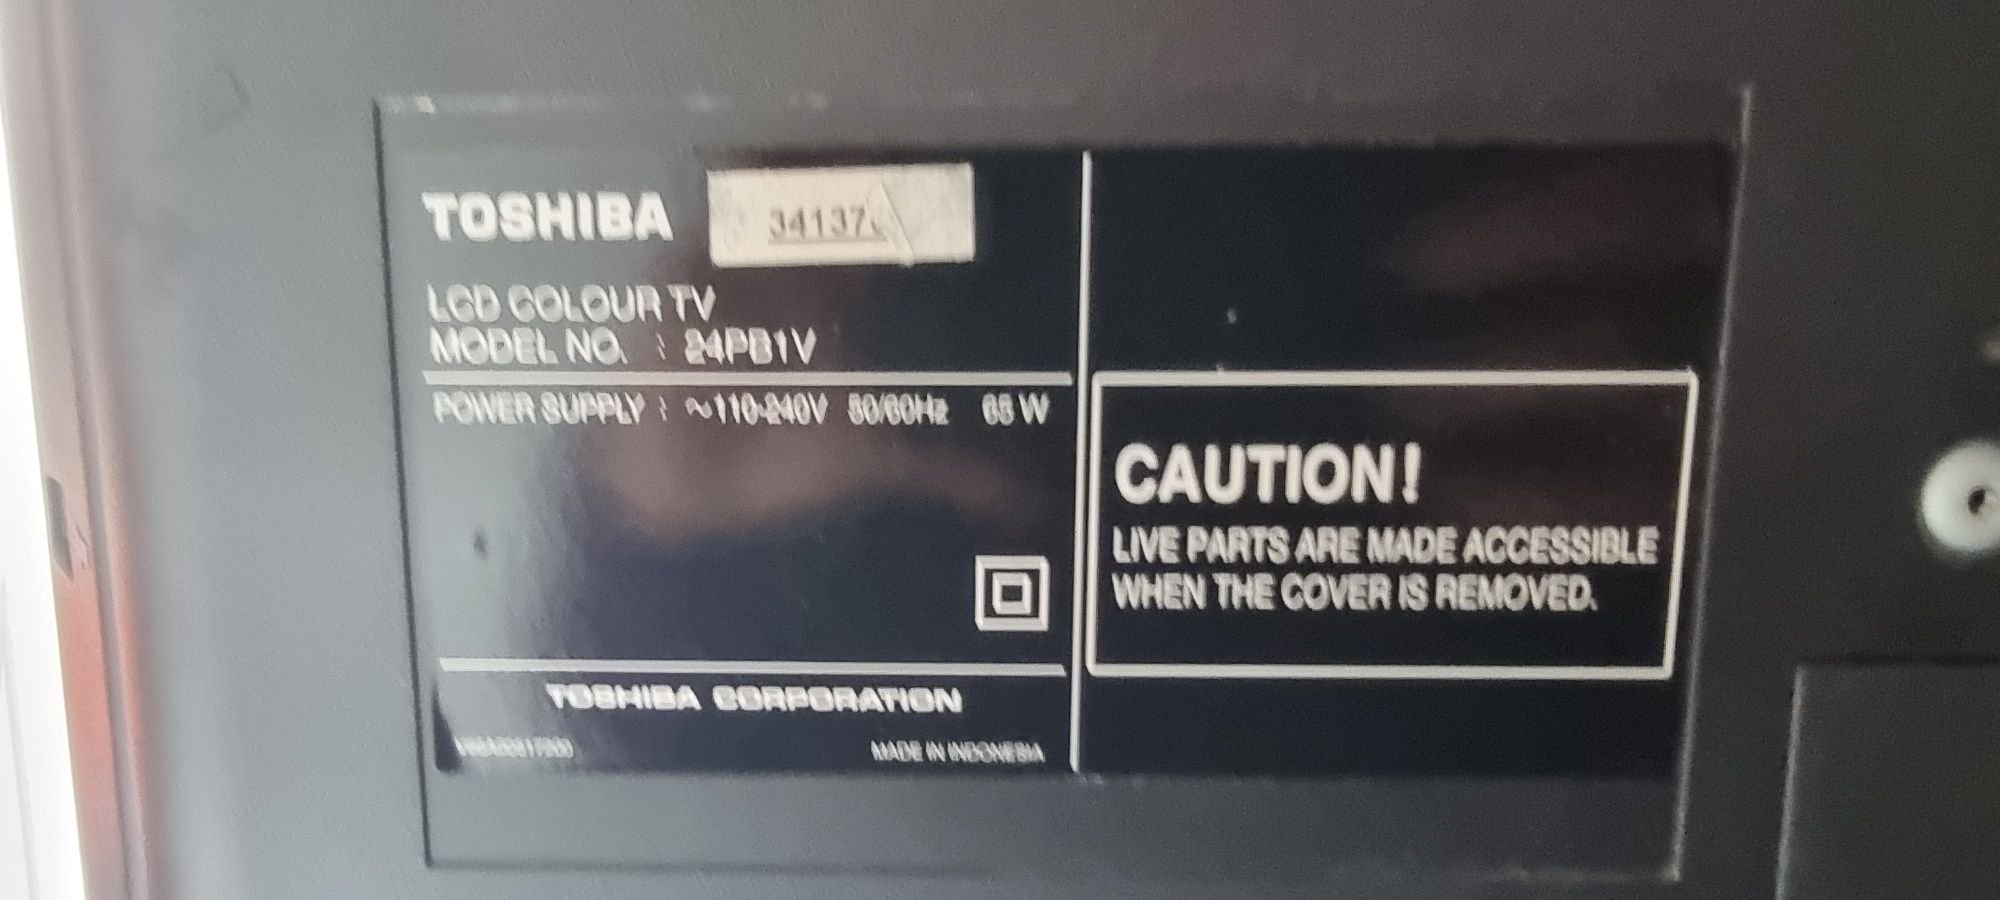 TOSHIBA
LCD COLOUR TV
MODEL NO. : 24PB1V
POWER SUPPLY : ~110-240V 50/60Hz 65 W
TOSHIBA CORPORATION
MADE IN INDONESIA
CAUTION!
LIVE PARTS ARE MADE ACCESSIBLE
WHEN THE COVER IS REMOVED.